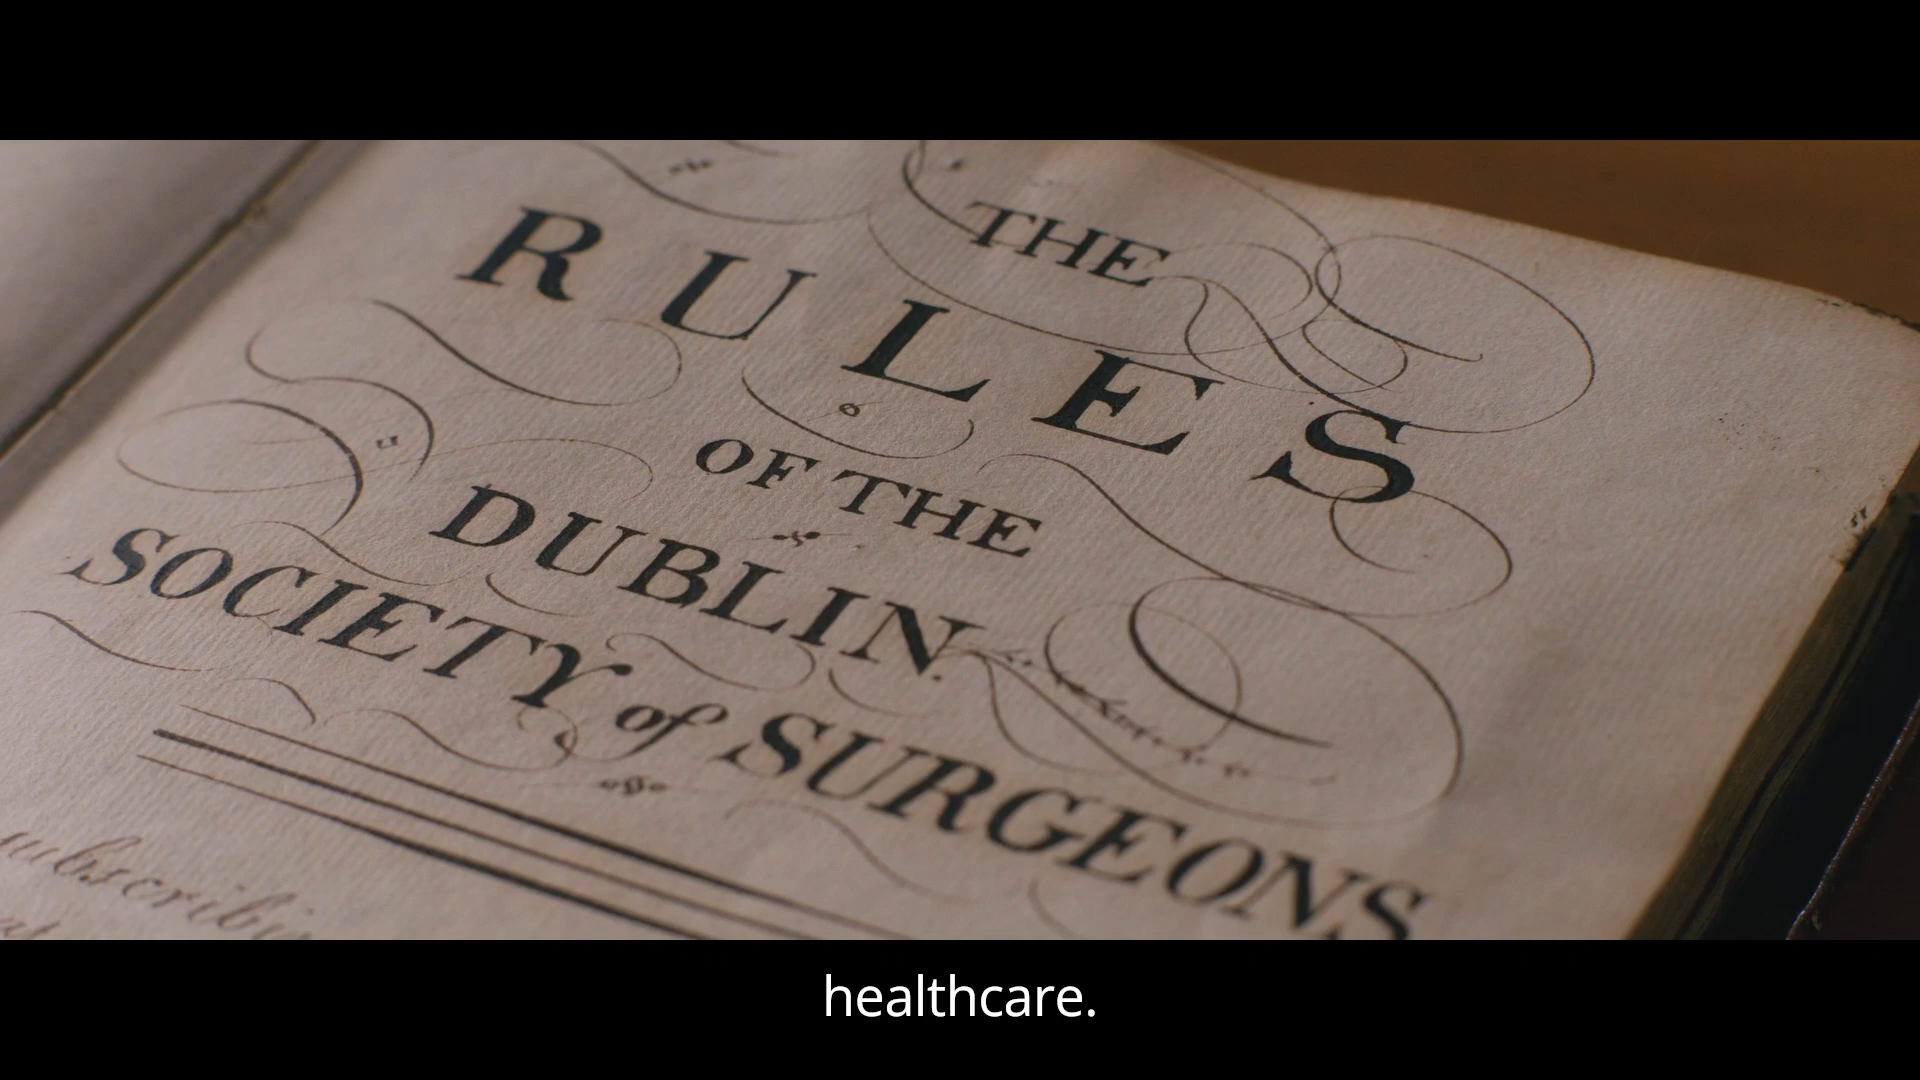 THE
RULES
OF THE
DUBLIN.
SOCIETY of SURGEONS
healthcare.